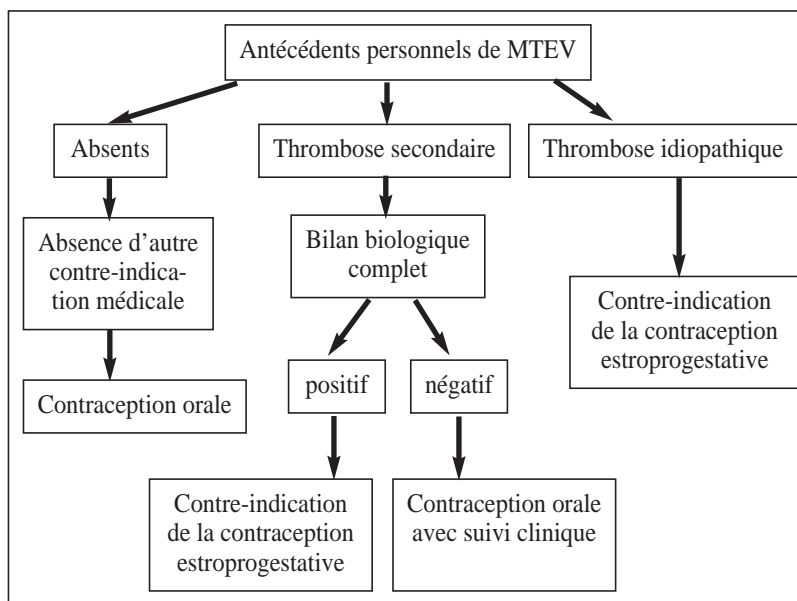 Antécédents personnels de MTEV
Absents
Thrombose secondaire
Thrombose idiopathique
Absence d'autre
contre-indica-
tion médicale
Bilan biologique
complet
Contre-indication
de la contraception
estroprogestative
positif
négatif
Contraception orale
Contre-indication
de la contraception
estroprogestative
Contraception orale
avec suivi clinique